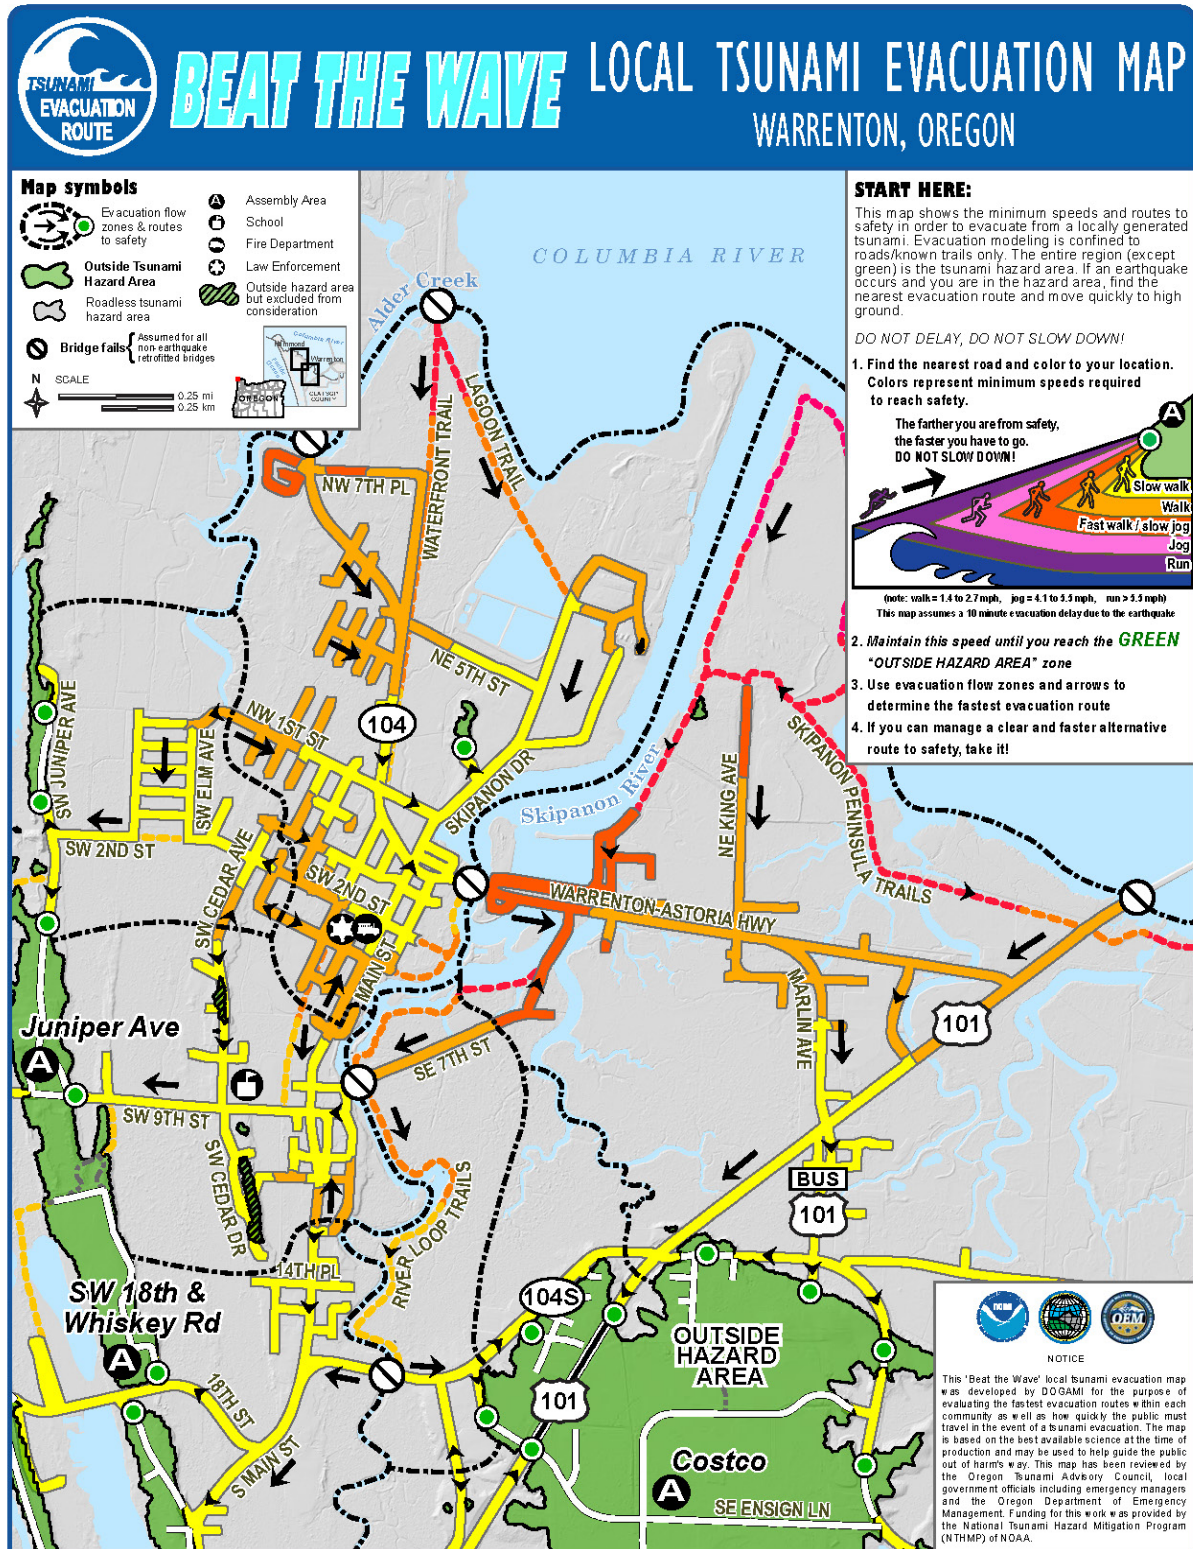 TSUNAMI
EVACUATION
ROUTE
BEAT THE WAVE
LOCAL TSUNAMI EVACUATION MAP
WARRENTON, OREGON
Map symbols
Evacuation flow
zones & routes
to safety
Outside Tsunami
Hazard Area
Roadless tsunami
hazard area
Bridge fails
Assumed for all
non-earthquake
retrofitted bridges
A
Assembly Area
School
Fire Department
Law Enforcement
Outside hazard area
but excluded from
consideration
N
SCALE
0.25 mi
0.25 km
OREGON
Columbia River
Hammond
Warrenton
START HERE:
This map shows the minimum speeds and routes to
safety in order to evacuate from a locally generated
tsunami. Evacuation modeling is confined to
roads/known trails only. The entire region (except
green) is the tsunami hazard area. If an earthquake
occurs and you are in the hazard area, find the
nearest evacuation route and move quickly to high
ground.
DO NOT DELAY, DO NOT SLOW DOWN!
1. Find the nearest road and color to your location.
Colors represent minimum speeds required
to reach safety.
The farther you are from safety,
the faster you have to go.
DO NOT SLOW DOWN!
A
Slow walk
Walk
Fast walk / slow jog
Jog
Run
(note: walk = 1.4 to 2.7 mph, jog = 4.1 to 5.5 mph, run > 5.5 mph)
This map assumes a 10 minute evacuation delay due to the earthquake
2. Maintain this speed until you reach the GREEN
"OUTSIDE HAZARD AREA" zone
3. Use evacuation flow zones and arrows to
determine the fastest evacuation route
4. If you can manage a clear and faster alternative
route to safety, take it!
COLUMBIA RIVER
Alder Creek
LAGOON TRAIL
WATERFRONT TRAIL
NW 7TH PL
NE 5TH ST
104
NW 1ST ST
SW JUNIPER AVE
SW ELM AVE
SKIPANON DR
Skipanon River
NE KING AVE
SKIPANON PENINSULA TRAILS
SW 2ND ST
SW CEDAR AVE
SW 2ND ST
WARRENTON-ASTORIA HWY
MAIN ST
MARLIN AVE
101
Juniper Ave
A
SE 7TH ST
SW 9TH ST
SW CEDAR DR
RIVER LOOP TRAILS
BUS
101
14TH PL
SW 18th &
Whiskey Rd
A
104S
OUTSIDE
HAZARD
AREA
101
18TH ST
S MAIN ST
Costco
A
SE ENSIGN LN
noaa
OEM
NOTICE
This 'Beat the Wave' local tsunami evacuation map
was developed by DOGAMI for the purpose of
evaluating the fastest evacuation routes within each
community as well as how quickly the public must
travel in the event of a tsunami evacuation. The map
is based on the best available science at the time of
production and may be used to help guide the public
out of harm's way. This map has been reviewed by
the Oregon Tsunami Advisory Council, local
government officials including emergency managers
and the Oregon Department of Emergency
Management. Funding for this work was provided by
the National Tsunami Hazard Mitigation Program
(NTHMP) of NOAA.